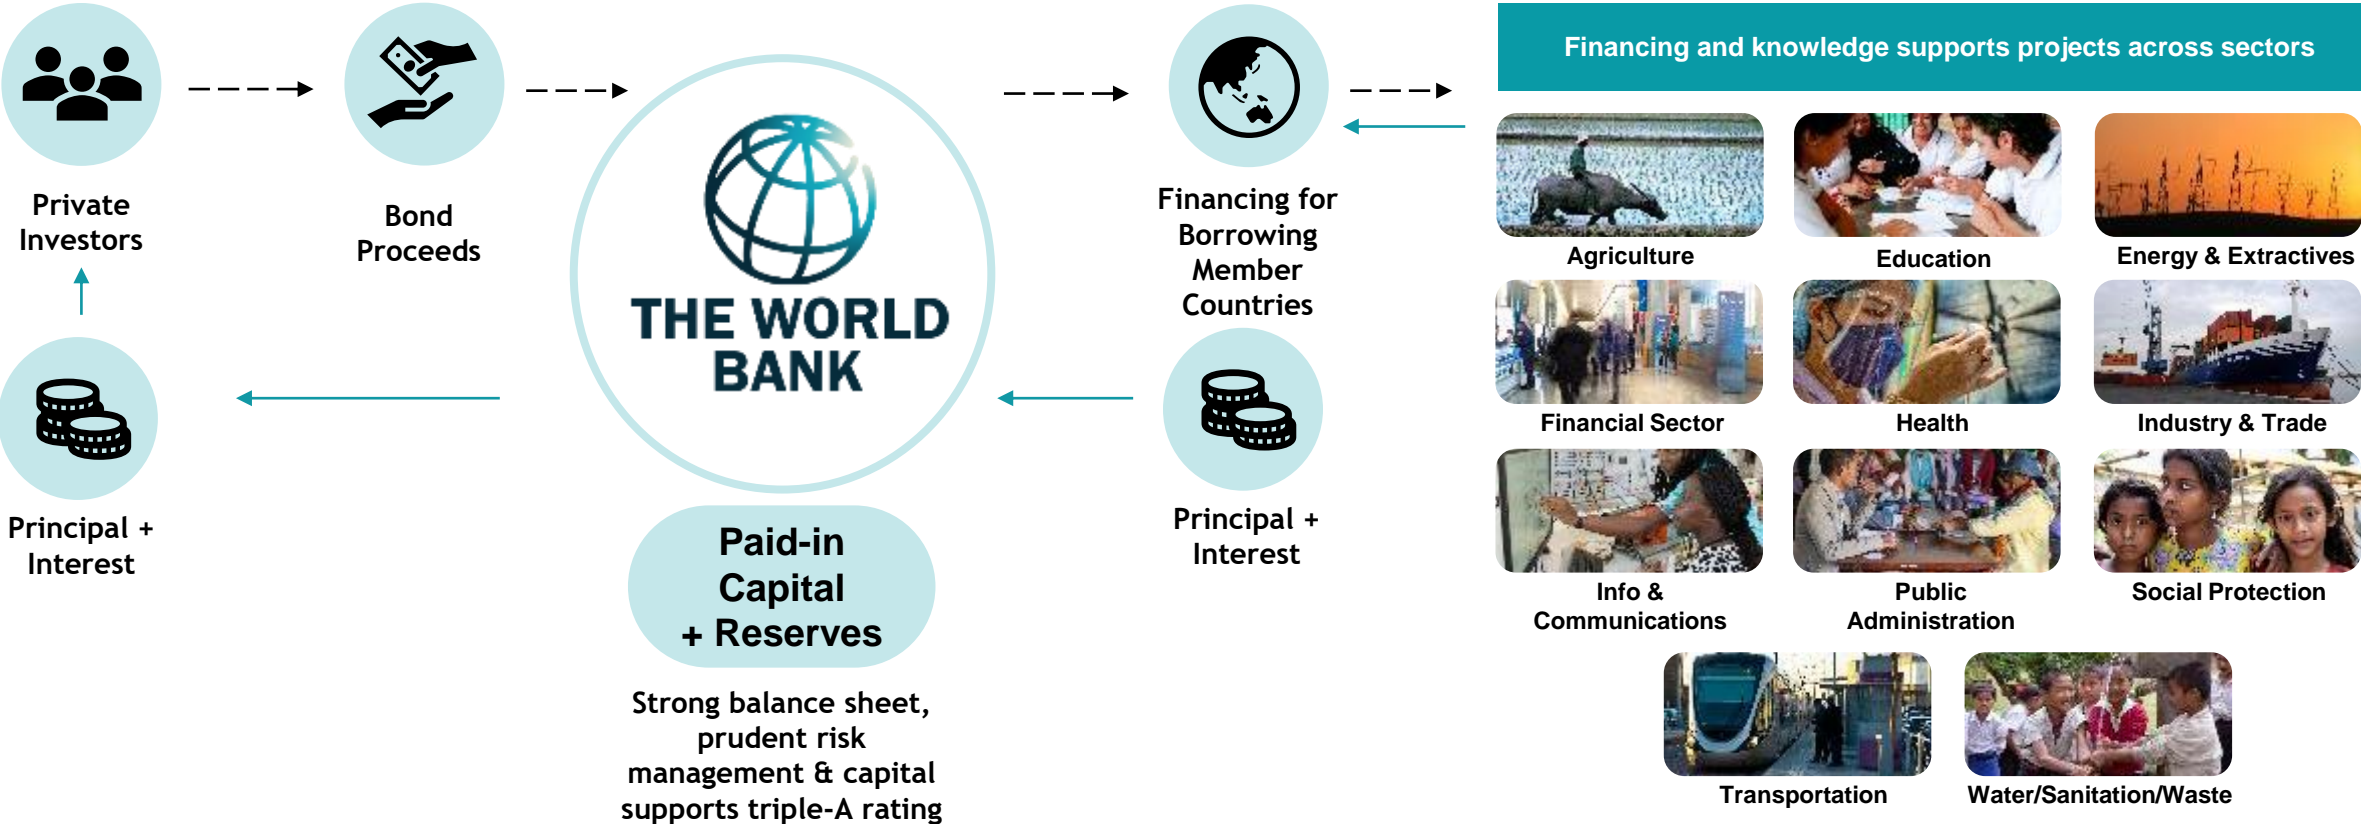 Private
Investors
Bond
Proceeds
THE WORLD
BANK
Financing for
Borrowing
Member
Countries
Principal +
Interest
Paid-in
Capital
+ Reserves
Strong balance sheet,
prudent risk
management & capital
supports triple-A rating
Principal +
Interest
Financing and knowledge supports projects across sectors
Agriculture
Education
Energy & Extractives
Financial Sector
Health
Industry & Trade
Info &
Communications
Public
Administration
Social Protection
Transportation
Water/Sanitation/Waste